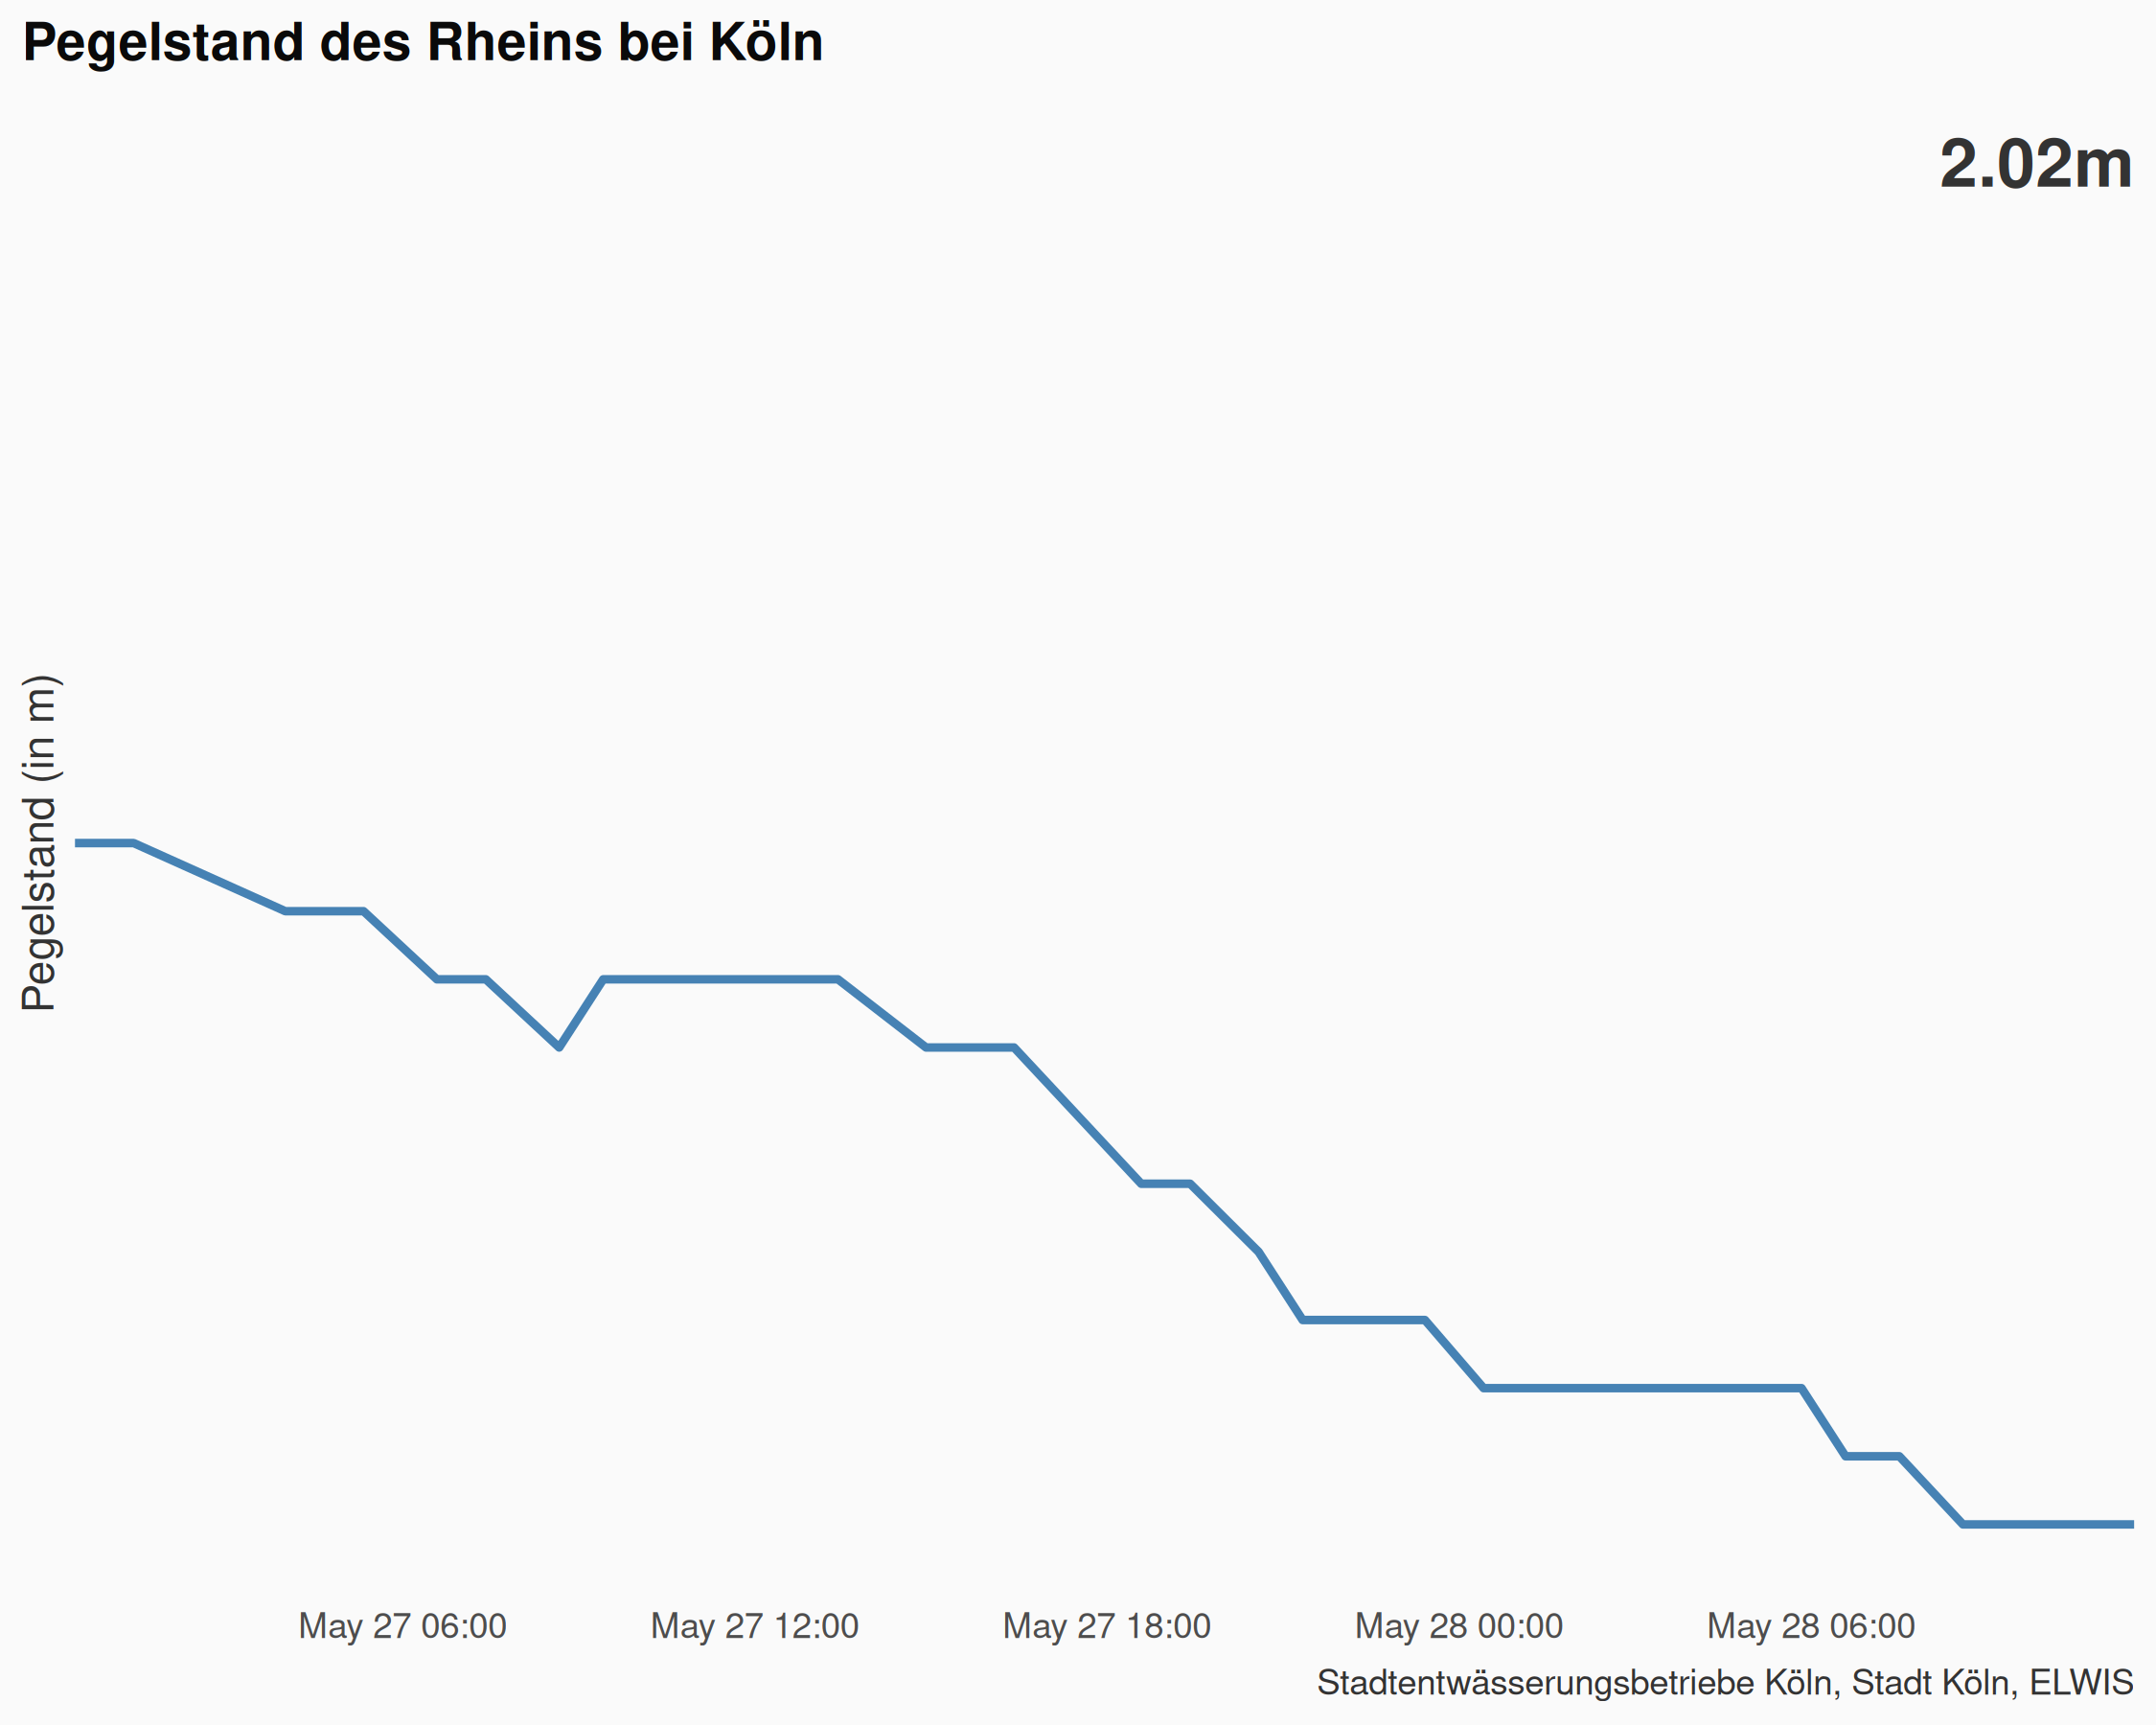 Pegelstand des Rheins bei Köln
2.02m
Pegelstand (in m)
May 27 06:00
May 27 12:00
May 27 18:00
May 28 00:00
May 28 06:00
Stadtentwässerungsbetriebe Köln, Stadt Köln, ELWIS